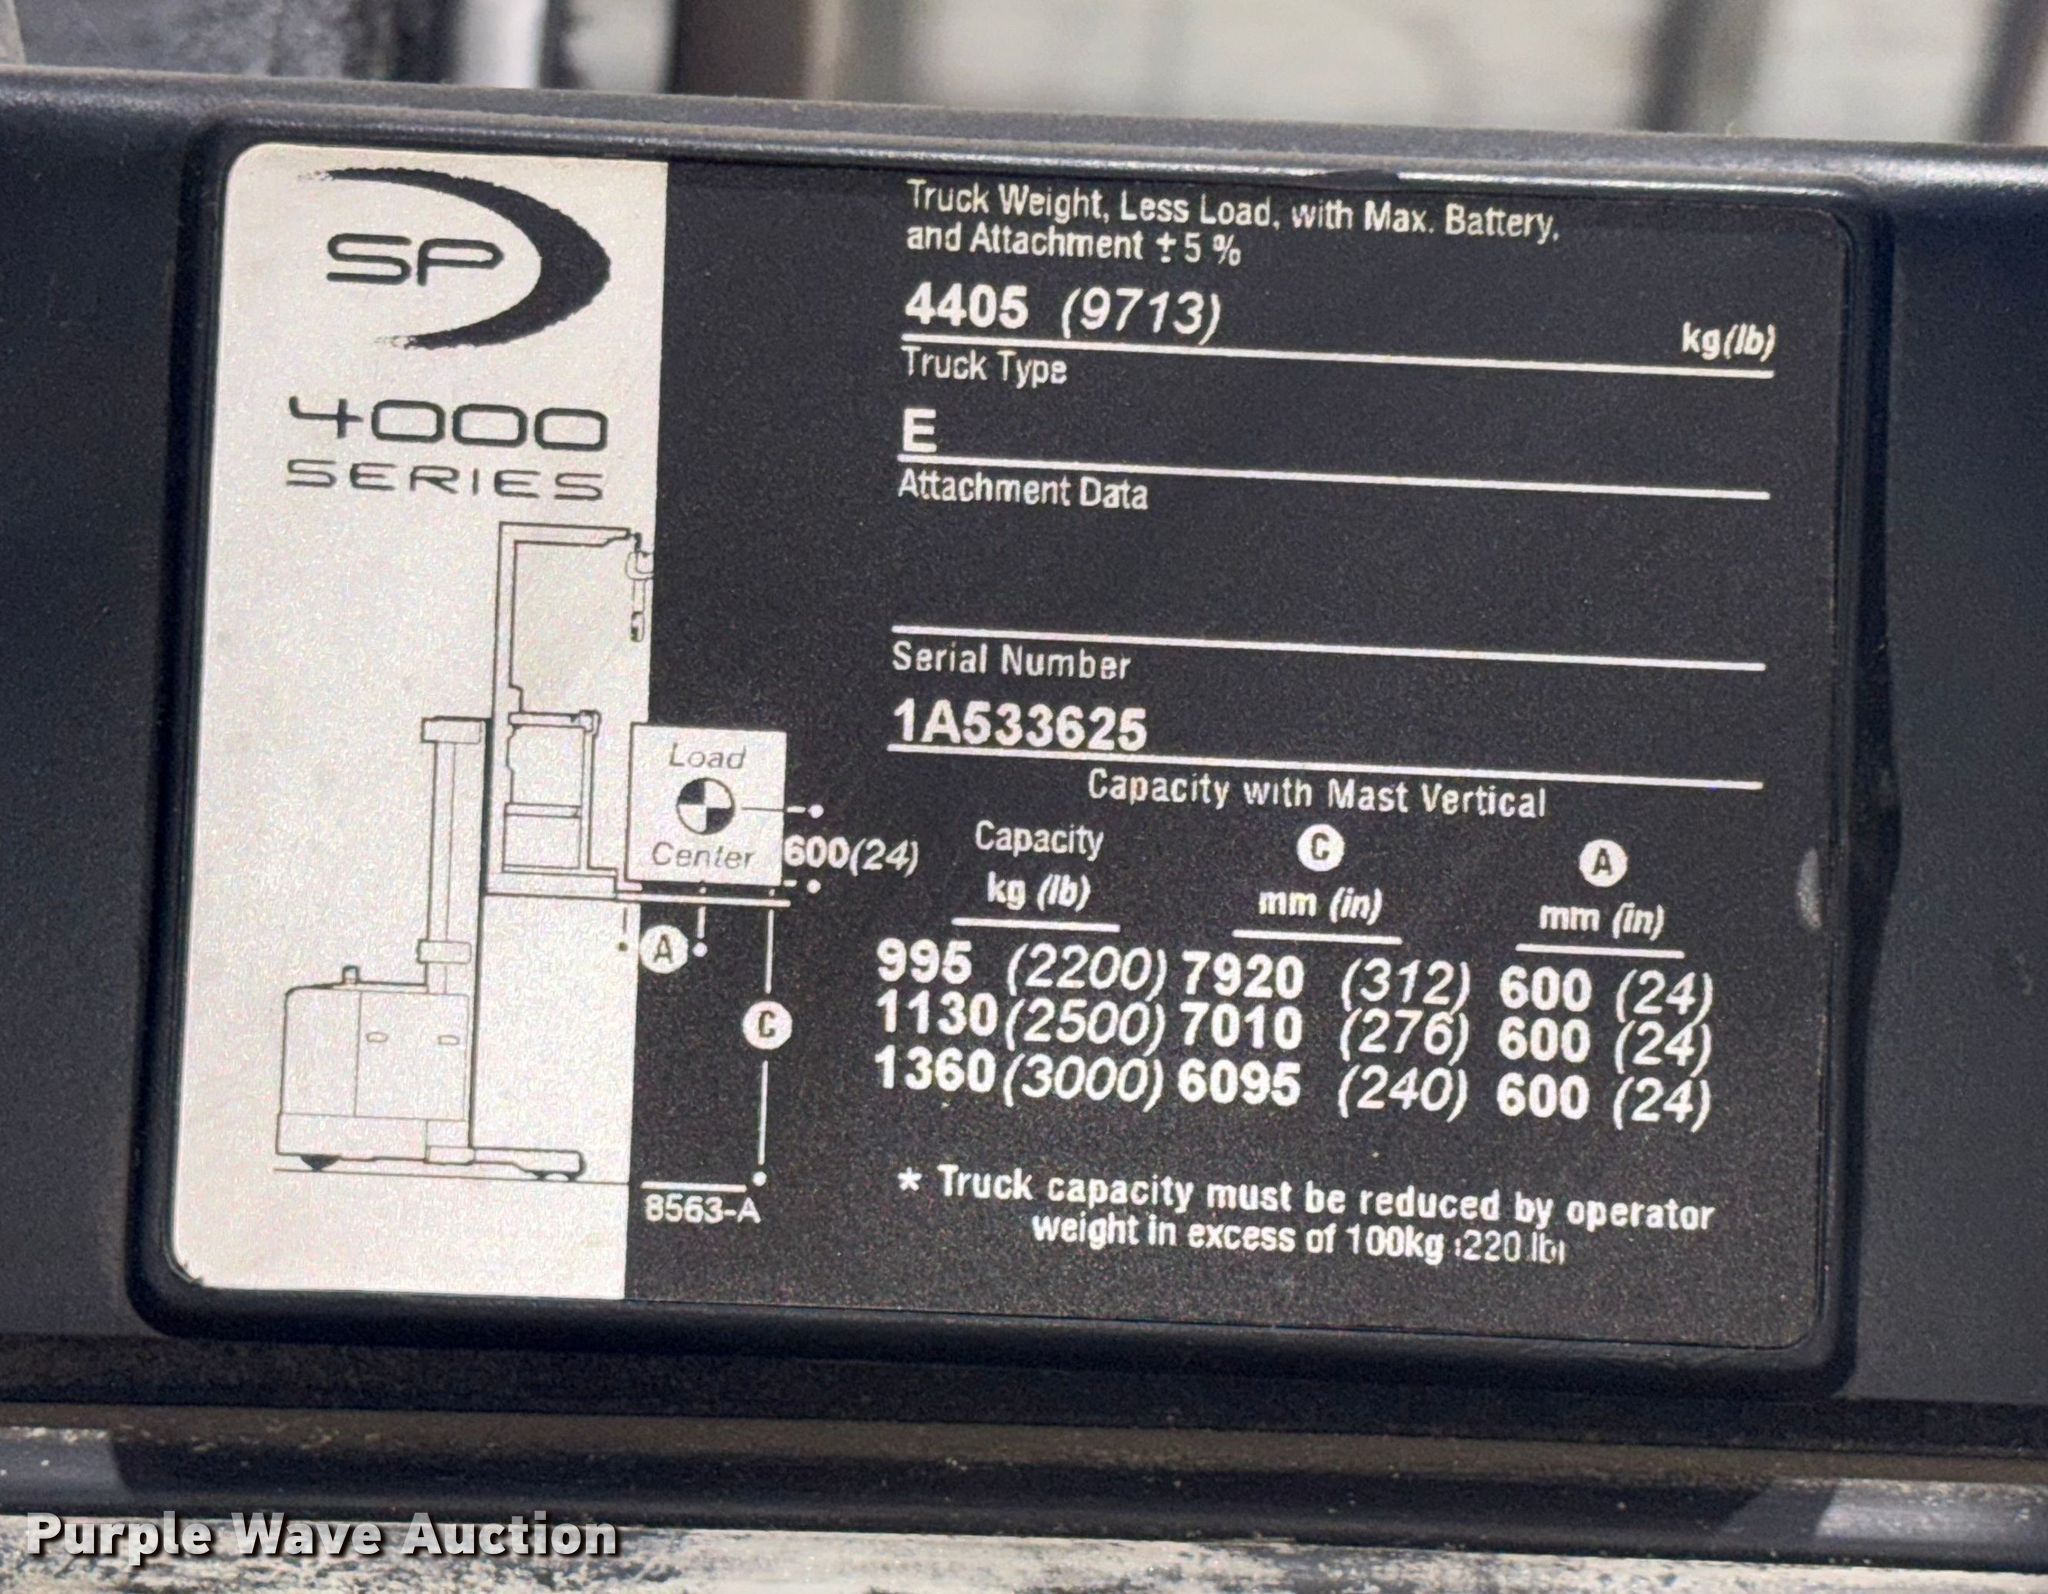 SP
4000
SERIES
Load
Center
600(24)
A
C
8563-A
Truck Weight, Less Load, with Max. Battery,
and Attachment ± 5 %
4405 (9713)
kg(lb)
Truck Type
E
Attachment Data
Serial Number
1A533625
Capacity with Mast Vertical
Capacity C A
kg (lb) mm (in) mm (in)
995 (2200) 7920 (312) 600 (24)
1130 (2500) 7010 (276) 600 (24)
1360 (3000) 6095 (240) 600 (24)
* Truck capacity must be reduced by operator
weight in excess of 100kg (220 lb)
Purple Wave Auction